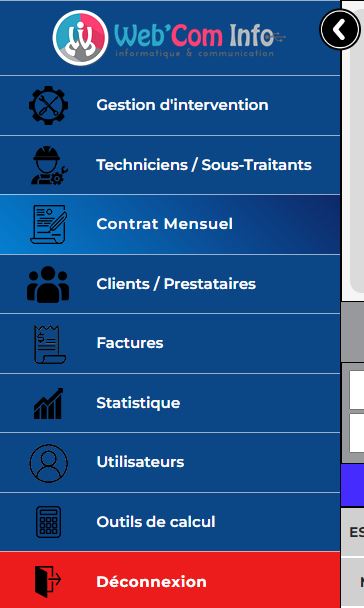 Web'Com Info
informatique & communication
Gestion d'intervention
Techniciens / Sous-Traitants
Contrat Mensuel
Clients / Prestataires
Factures
Statistique
Utilisateurs
Outils de calcul
Déconnexion